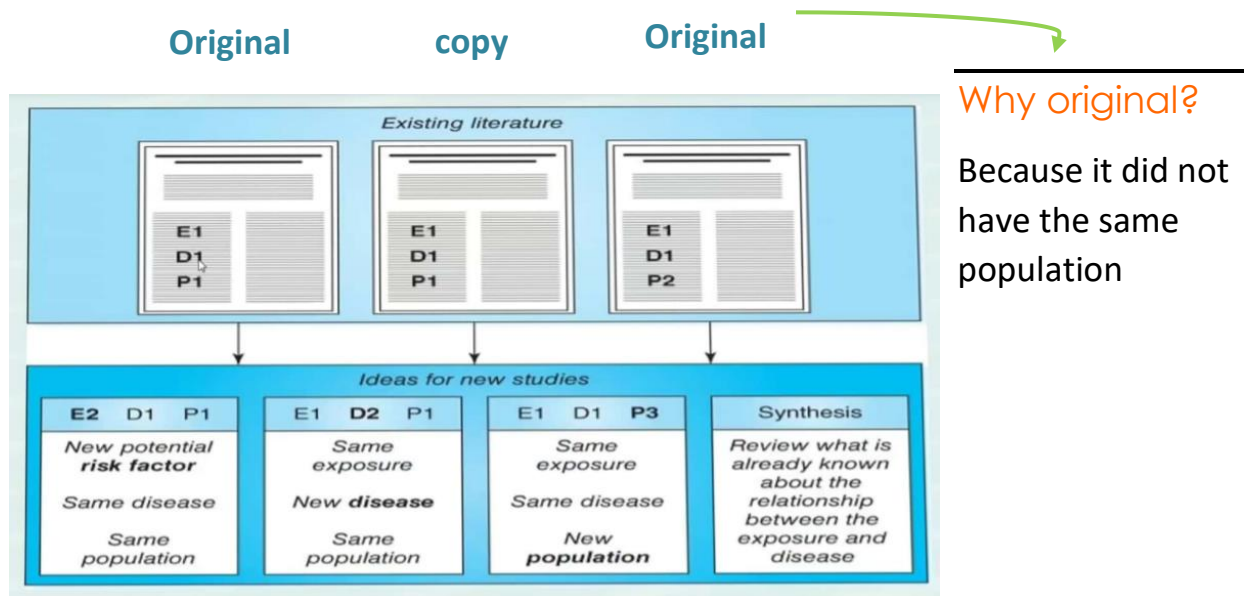 Original copy Original
Why original?
Because it did not
have the same
population
Existing literature
E1
D1
P1
E1
D1
P1
E1
D1
P2
Ideas for new studies
E2 D1 P1
New potential
risk factor
Same disease
Same
population
E1 D2 P1
Same
exposure
New disease
Same
population
E1 D1 P3
Same
exposure
Same disease
New
population
Synthesis
Review what is
already known
about the
relationship
between the
exposure and
disease